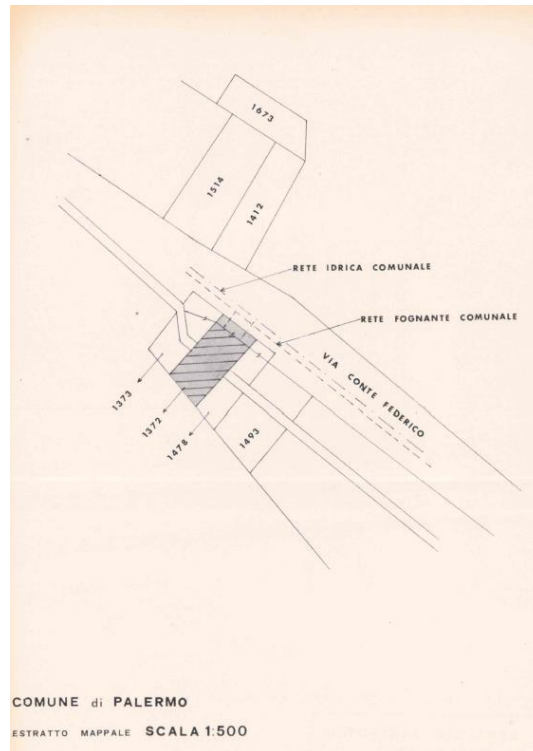 1673
1514
1412
RETE IDRICA COMUNALE
RETE FOGNANTE COMUNALE
VIA CONTE FEDERICO
1373
1372
1478
1493
COMUNE di PALERMO
ESTRATTO MAPPALE SCALA 1:500